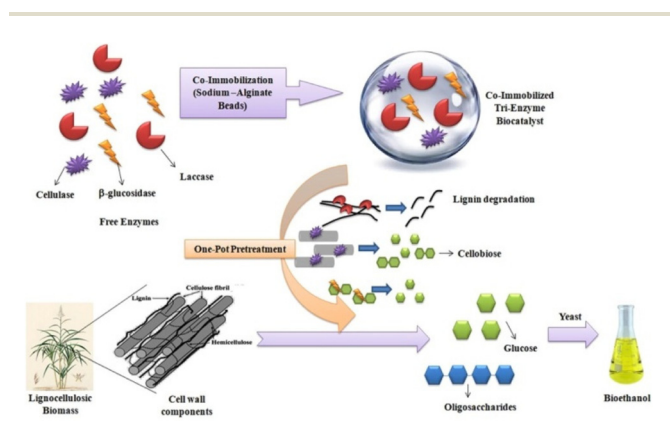 Co-Immobilization
(Sodium –Alginate
Beads)
Co-Immobilized
Tri-Enzyme
Biocatalyst
Laccase
Cellulase
β-glucosidase
Free Enzymes
Lignin degradation
One-Pot Pretreatment
Cellobiose
Cellulose fibril
Lignin
Hemicellulose
Yeast
Glucose
Lignocellulosic
Biomass
Cell wall
components
Oligosaccharides
Bioethanol